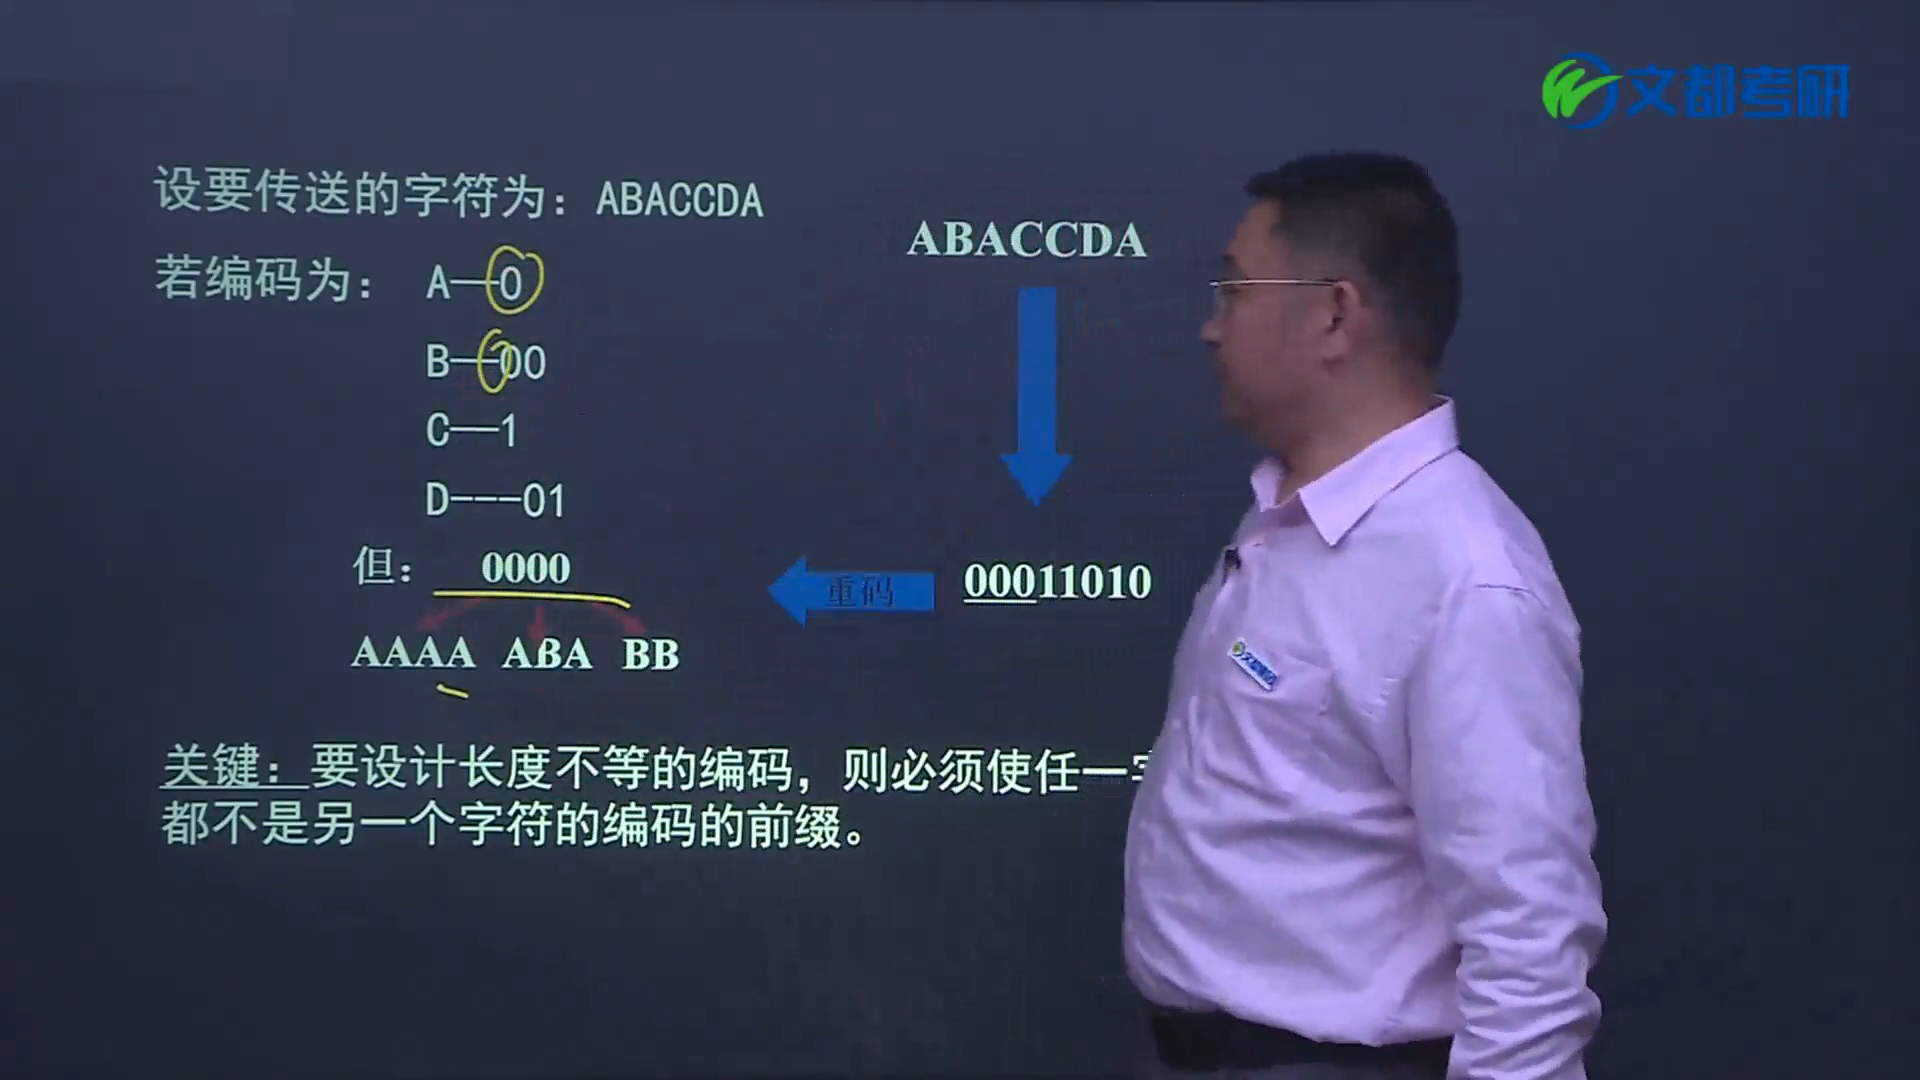 文都考研
设要传送的字符为：ABACCDA
ABACCDA
若编码为： A——0
B——00
C——1
D---01
但： 0000
重码
00011010
AAAA ABA BB
关键：要设计长度不等的编码，则必须使任一
都不是另一个字符的编码的前缀。